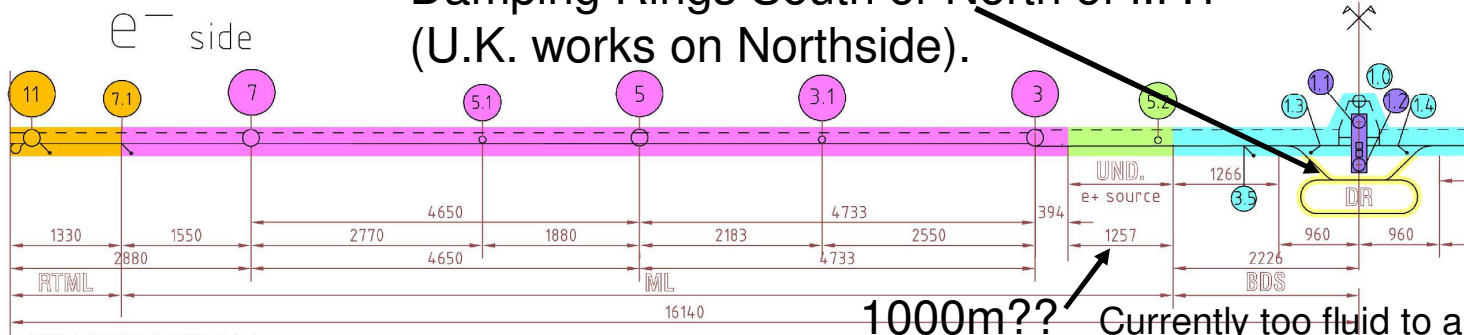 (U.K. works on Northside).
e⁻ side
11 7.1 7 5.1 5 3.1 3 5.2 1.3 1.1 1.0 1.2 1.4
UND. 1266
e+ source 3.5 DR
4650 4733 394
1330 1550 2770 1880 2183 2550 1257 960 960
2880 4650 4733 2226
RTML ML BDS
16140
1000m?? Currently too fluid to a